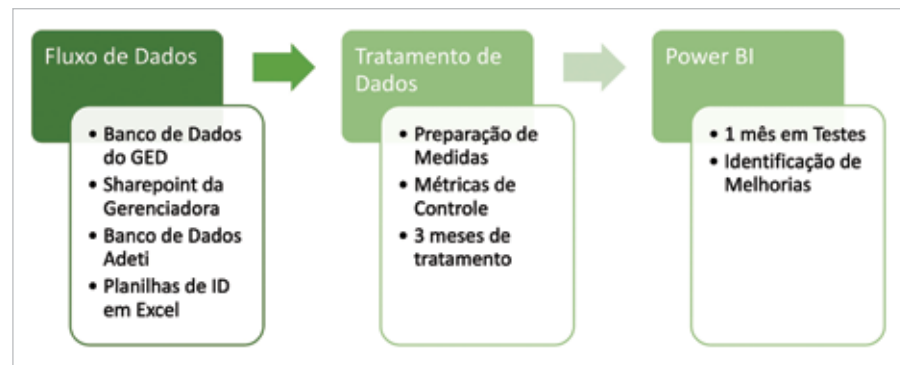 Fluxo de Dados
• Banco de Dados
do GED
• Sharepoint da
Gerenciadora
• Banco de Dados
Adeti
• Planilhas de ID
em Excel
Tratamento de
Dados
• Preparação de
Medidas
• Métricas de
Controle
• 3 meses de
tratamento
Power BI
• 1 mês em Testes
• Identificação de
Melhorias